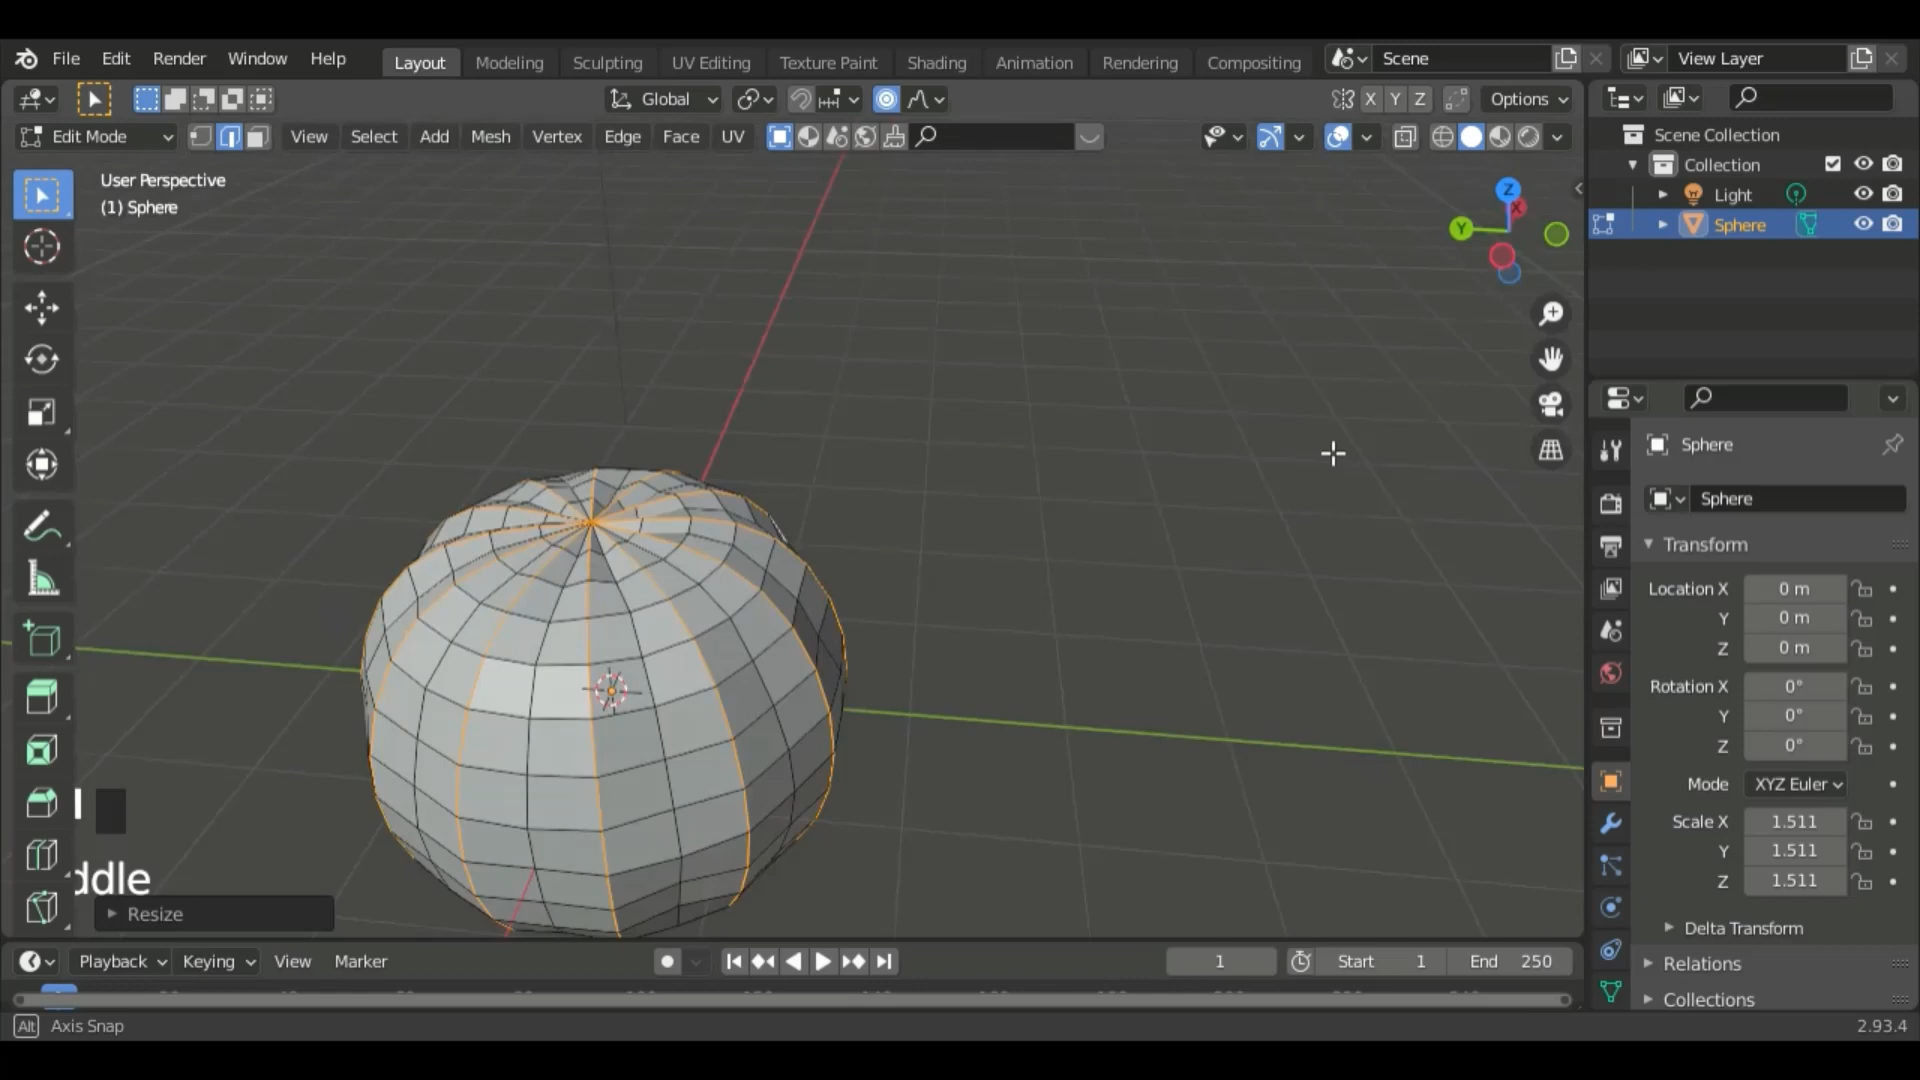 File Edit Render Window Help Layout Modeling Sculpting UV Editing Texture Paint Shading Animation Rendering Compositing Scene View Layer
Global X Y Z Options
Edit Mode View Select Add Mesh Vertex Edge Face UV
User Perspective
(1) Sphere
Z
X
Y
Scene Collection
Collection
Light
Sphere
Sphere
Sphere
Transform
Location X 0 m
Y 0 m
Z 0 m
Rotation X 0°
Y 0°
Z 0°
Mode XYZ Euler
Scale X 1.511
Y 1.511
Z 1.511
Delta Transform
Relations
Collections
ddle
Resize
Playback Keying View Marker 1 Start 1 End 250
Alt Axis Snap 2.93.4